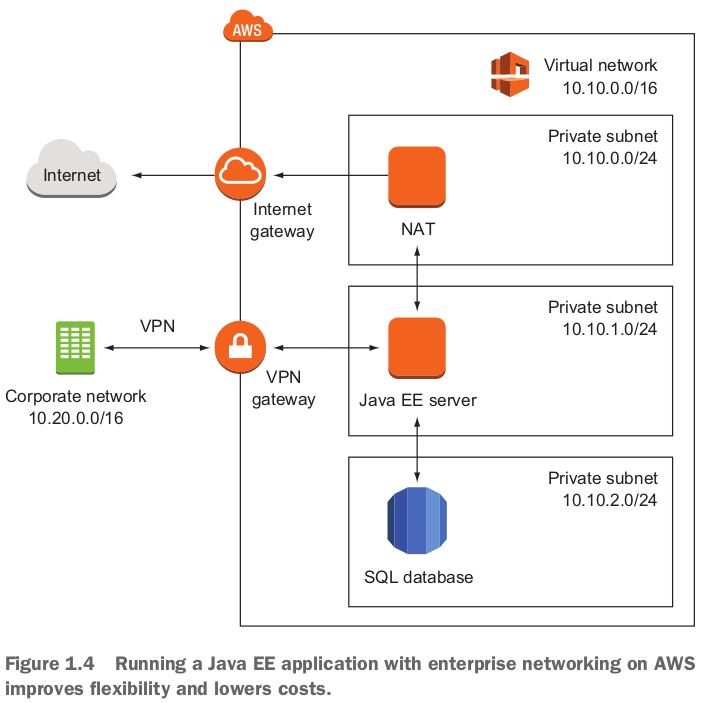 AWS
Virtual network
10.10.0.0/16
Private subnet
10.10.0.0/24
Internet
Internet
gateway
NAT
Private subnet
10.10.1.0/24
VPN
Corporate network
10.20.0.0/16
VPN
gateway
Java EE server
Private subnet
10.10.2.0/24
SQL database
Figure 1.4 Running a Java EE application with enterprise networking on AWS
improves flexibility and lowers costs.